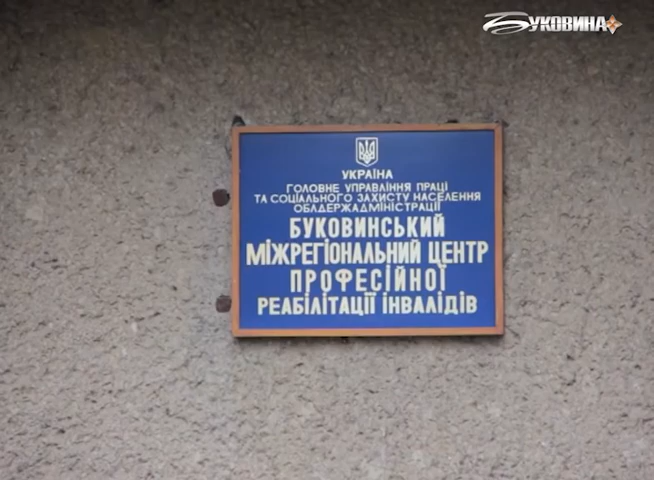 БУКОВИНА
УКРАЇНА
ГОЛОВНЕ УПРАВЛІННЯ ПРАЦІ
ТА СОЦІАЛЬНОГО ЗАХИСТУ НАСЕЛЕННЯ
ОБЛДЕРЖАДМІНІСТРАЦІЇ
БУКОВИНСЬКИЙ
МІЖРЕГІОНАЛЬНИЙ ЦЕНТР
ПРОФЕСІЙНОЇ
РЕАБІЛІТАЦІЇ ІНВАЛІДІВ